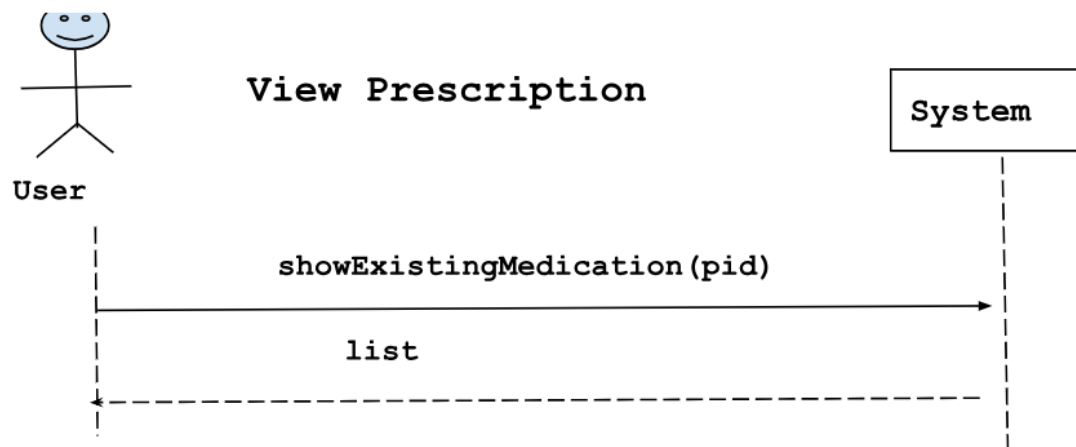 View Prescription
System
User
showExistingMedication(pid)
list